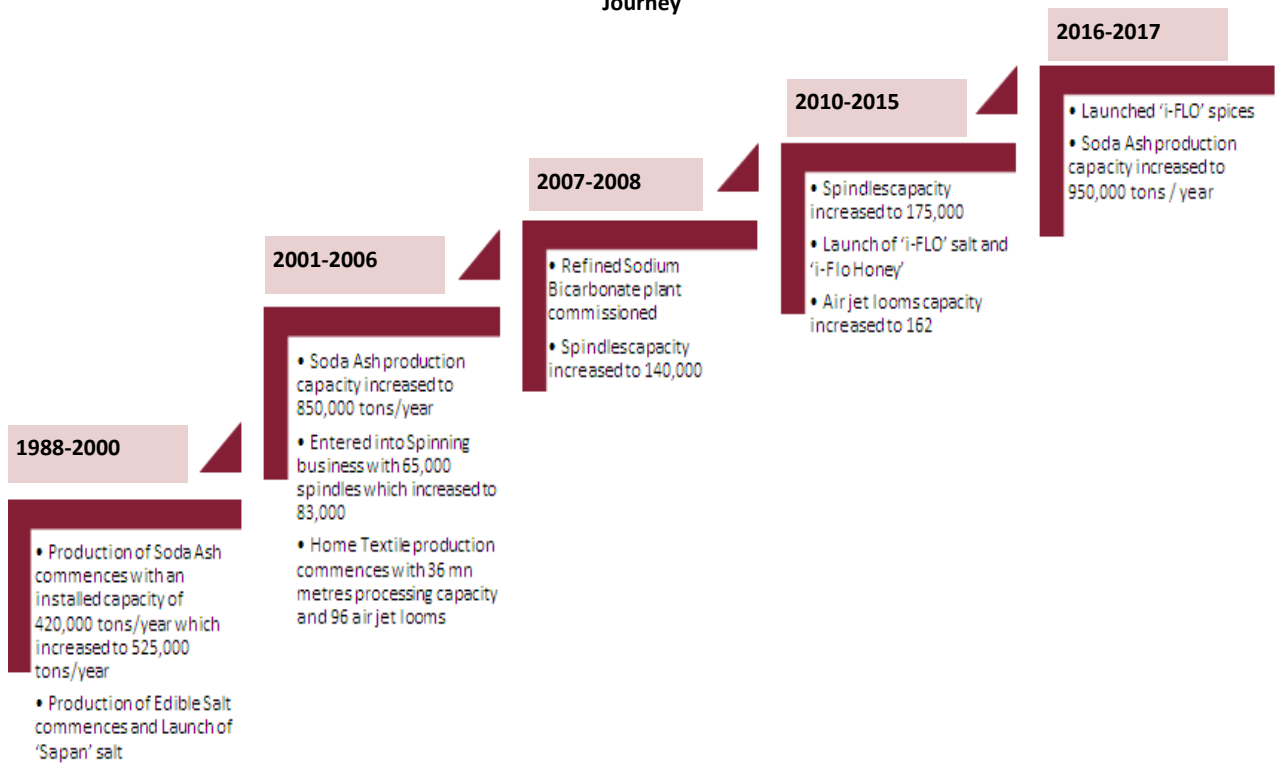 Journey
1988-2000
• Production of Soda Ash
commences with an
installed capacity of
420,000 tons/year which
increased to 525,000
tons/year
• Production of Edible Salt
commences and Launch of
‘Sapan’ salt
2001-2006
• Soda Ash production
capacity increased to
850,000 tons/year
• Entered into Spinning
business with 65,000
spindles which increased to
83,000
• Home Textile production
commences with 36 mn
metres processing capacity
and 96 air jet looms
2007-2008
• Refined Sodium
Bicarbonate plant
commissioned
• Spindles capacity
increased to 140,000
2010-2015
• Spindles capacity
increased to 175,000
• Launch of ‘i-FLO’ salt and
‘i-Flo Honey’
• Air jet looms capacity
increased to 162
2016-2017
• Launched ‘i-FLO’ spices
• Soda Ash production
capacity increased to
950,000 tons / year